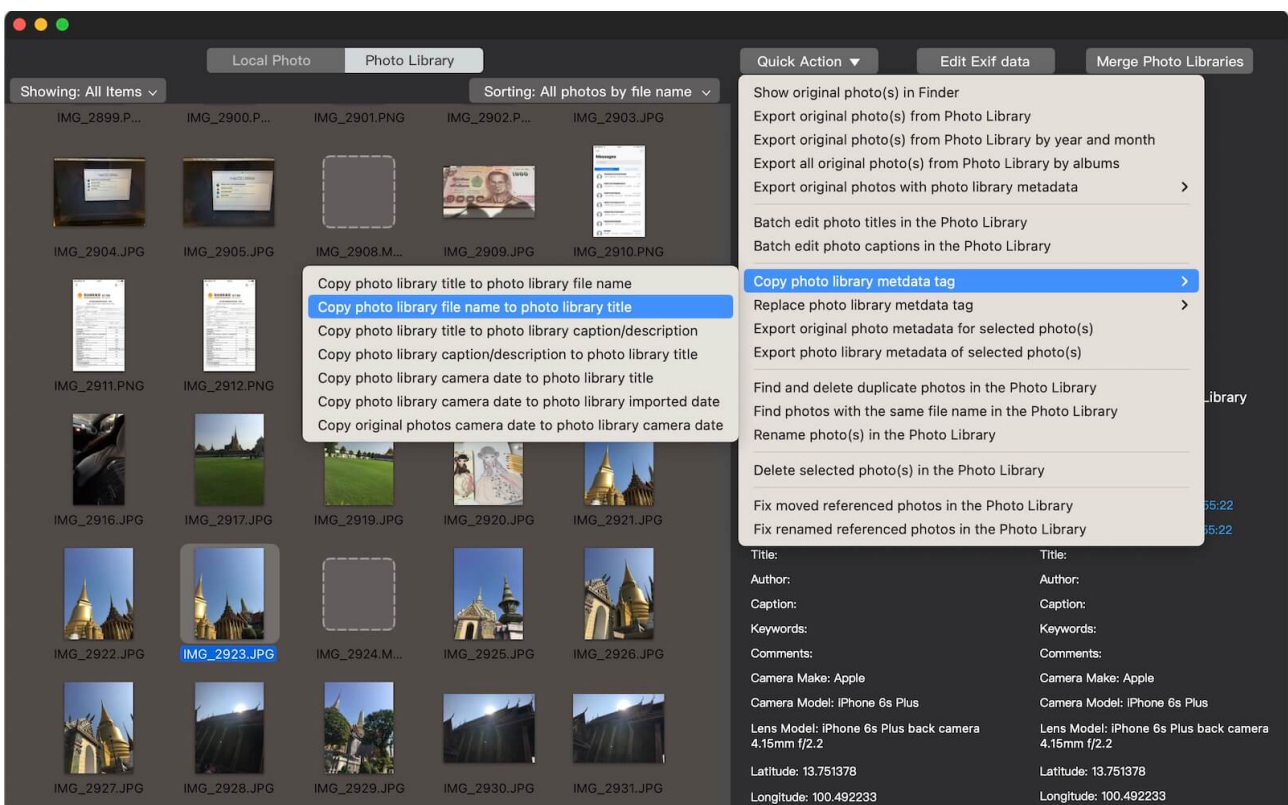 Local Photo
Photo Library
Quick Action ▼
Edit Exif data
Merge Photo Libraries
Showing: All Items
Sorting: All photos by file name
IMG_2899.P...
IMG_2900.P...
IMG_2901.PNG
IMG_2902.P...
IMG_2903.JPG
IMG_2904.JPG
IMG_2905.JPG
IMG_2908.M...
IMG_2909.JPG
IMG_2910.PNG
IMG_2911.PNG
IMG_2912.PNG
IMG_2916.JPG
IMG_2917.JPG
IMG_2919.JPG
IMG_2920.JPG
IMG_2921.JPG
IMG_2922.JPG
IMG_2923.JPG
IMG_2924.M...
IMG_2925.JPG
IMG_2926.JPG
IMG_2927.JPG
IMG_2928.JPG
IMG_2929.JPG
IMG_2930.JPG
IMG_2931.JPG
Messages
1000
Copy photo library title to photo library file name
Copy photo library file name to photo library title
Copy photo library title to photo library caption/description
Copy photo library caption/description to photo library title
Copy photo library camera date to photo library title
Copy photo library camera date to photo library imported date
Copy original photos camera date to photo library camera date
Show original photo(s) in Finder
Export original photo(s) from Photo Library
Export original photo(s) from Photo Library by year and month
Export all original photo(s) from Photo Library by albums
Export original photos with photo library metadata
Batch edit photo titles in the Photo Library
Batch edit photo captions in the Photo Library
Copy photo library metdata tag
Replace photo library metdata tag
Export original photo metadata for selected photo(s)
Export photo library metadata of selected photo(s)
Find and delete duplicate photos in the Photo Library
Find photos with the same file name in the Photo Library
Rename photo(s) in the Photo Library
Delete selected photo(s) in the Photo Library
Fix moved referenced photos in the Photo Library
Fix renamed referenced photos in the Photo Library
Library
55:22
55:22
Title:
Author:
Caption:
Keywords:
Comments:
Camera Make: Apple
Camera Model: iPhone 6s Plus
Lens Model: iPhone 6s Plus back camera
4.15mm f/2.2
Latitude: 13.751378
Longitude: 100.492233
Title:
Author:
Caption:
Keywords:
Comments:
Camera Make: Apple
Camera Model: iPhone 6s Plus
Lens Model: iPhone 6s Plus back camera
4.15mm f/2.2
Latitude: 13.751378
Longitude: 100.492233